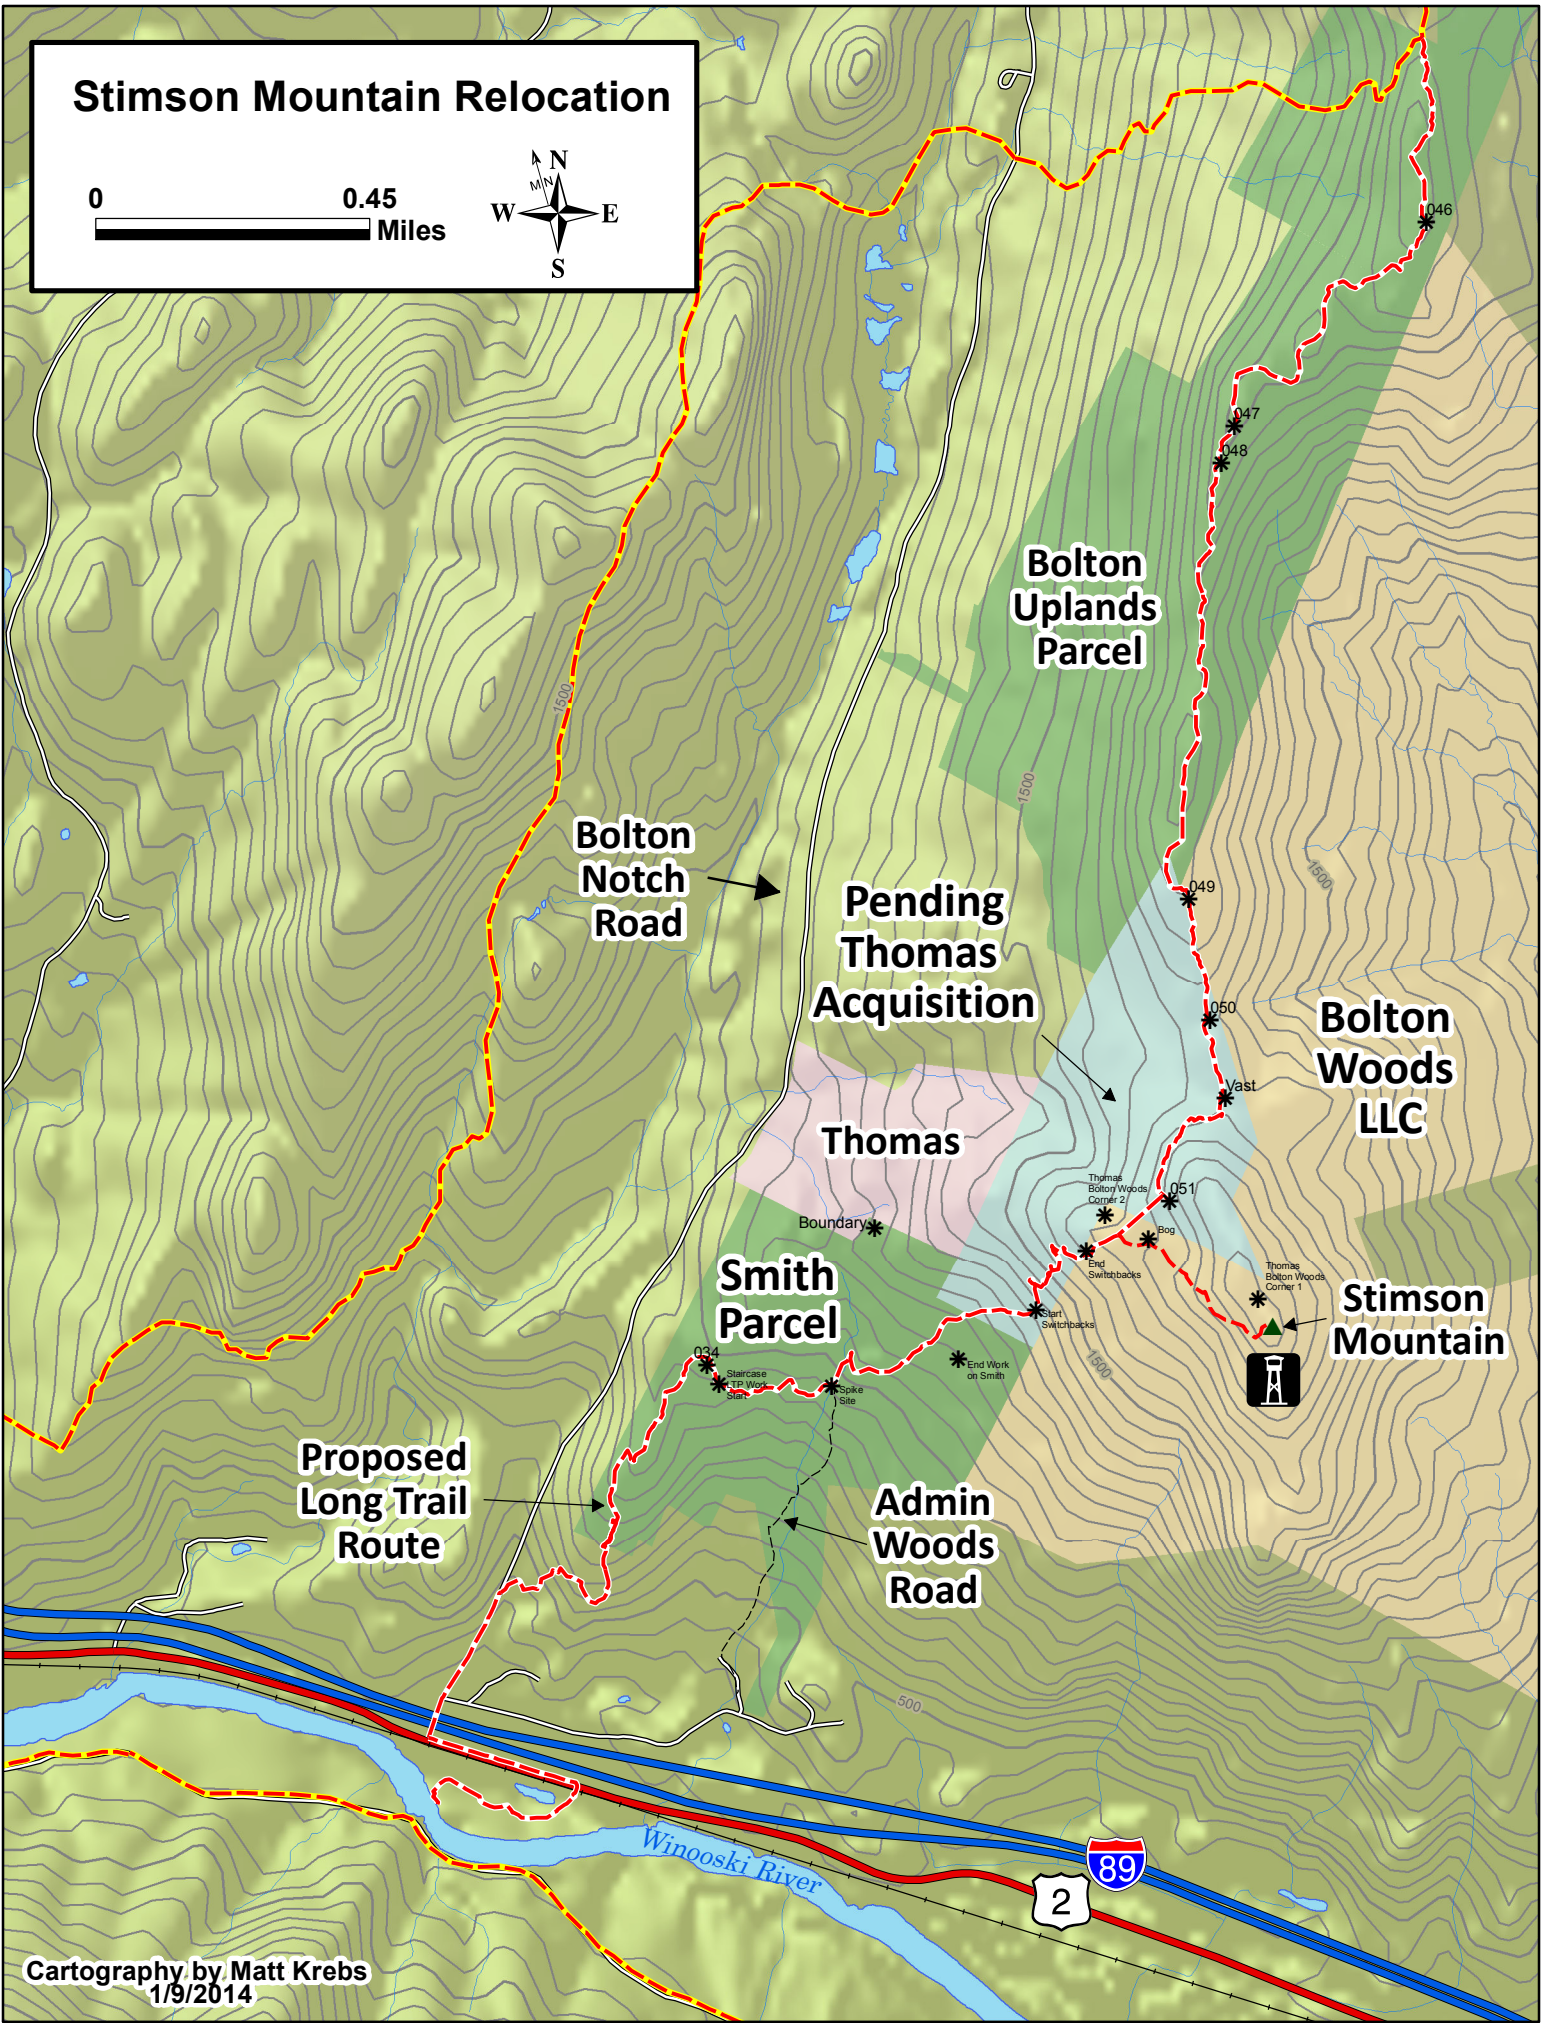 Stimson Mountain Relocation
0 0.45
Miles
N
M N
W E
S
046
047
048
Bolton
Uplands
Parcel
1500
1500
Bolton
Notch
Road
1500
049
Pending
Thomas
Acquisition
050
Bolton
Woods
LLC
Vast
Thomas
Thomas
Bolton Woods
Corner 2
051
Boundary
Bog
End
Switchbacks
Thomas
Bolton Woods
Corner 1
Smith
Parcel
Start
Switchbacks
Stimson
Mountain
034
Staircase
LTP Work
Start
Spike
Site
End Work
on Smith
1500
Proposed
Long Trail
Route
Admin
Woods
Road
500
Winooski River
89
2
Cartography by Matt Krebs
1/9/2014